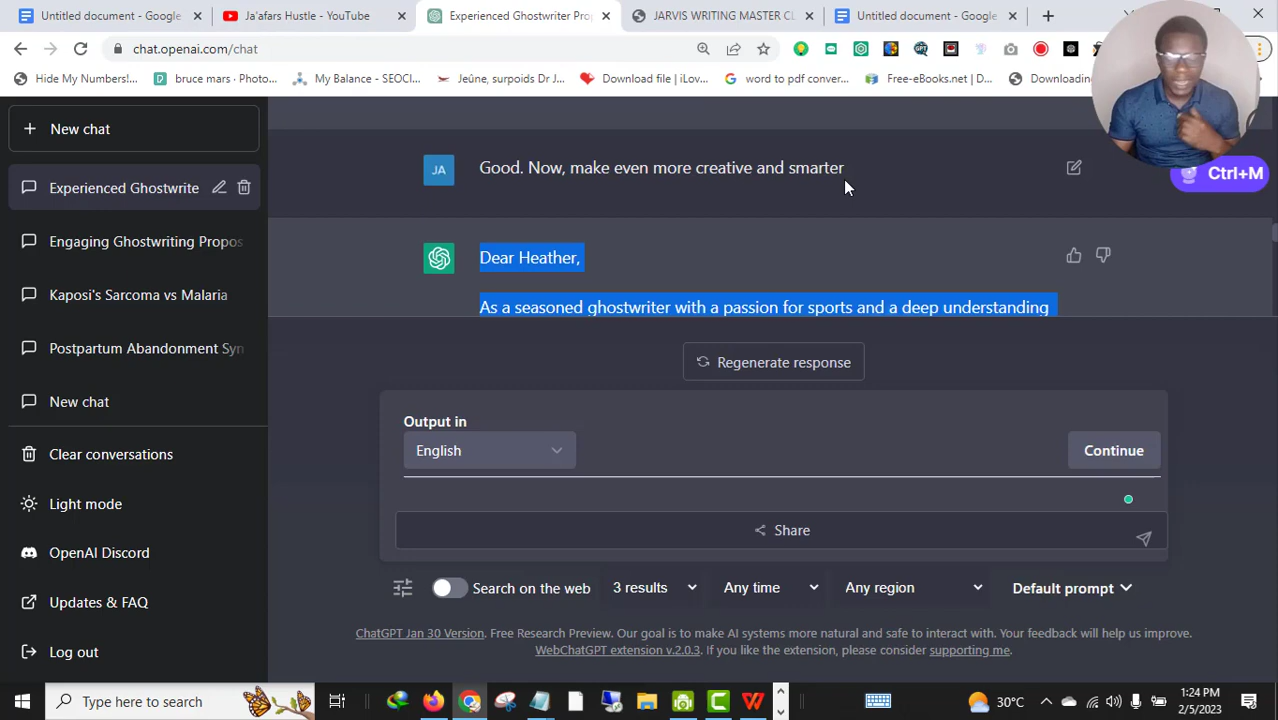 Untitled document - Google
Ja'afars Hustle - YouTube
Experienced Ghostwriter Pro
JARVIS WRITING MASTER CL
Untitled document - Google
chat.openai.com/chat
Hide My Numbers!...
bruce mars · Photo...
My Balance - SEOCl...
Jeûne, surpoids Dr J...
Download file | iLov...
word to pdf conver...
Free-eBooks.net | D...
Downloading
New chat
JA
Good. Now, make even more creative and smarter
Ctrl+M
Experienced Ghostwrite
Engaging Ghostwriting Propos
Dear Heather,
Kaposi's Sarcoma vs Malaria
As a seasoned ghostwriter with a passion for sports and a deep understanding
Postpartum Abandonment Syn
Regenerate response
New chat
Output in
English
Continue
Clear conversations
Light mode
Share
OpenAI Discord
Search on the web
3 results
Any time
Any region
Default prompt
Updates & FAQ
ChatGPT Jan 30 Version. Free Research Preview. Our goal is to make AI systems more natural and safe to interact with. Your feedback will help us improve.
WebChatGPT extension v.2.0.3. If you like the extension, please consider supporting me.
Log out
Type here to search
30°C
1:24 PM
2/5/2023